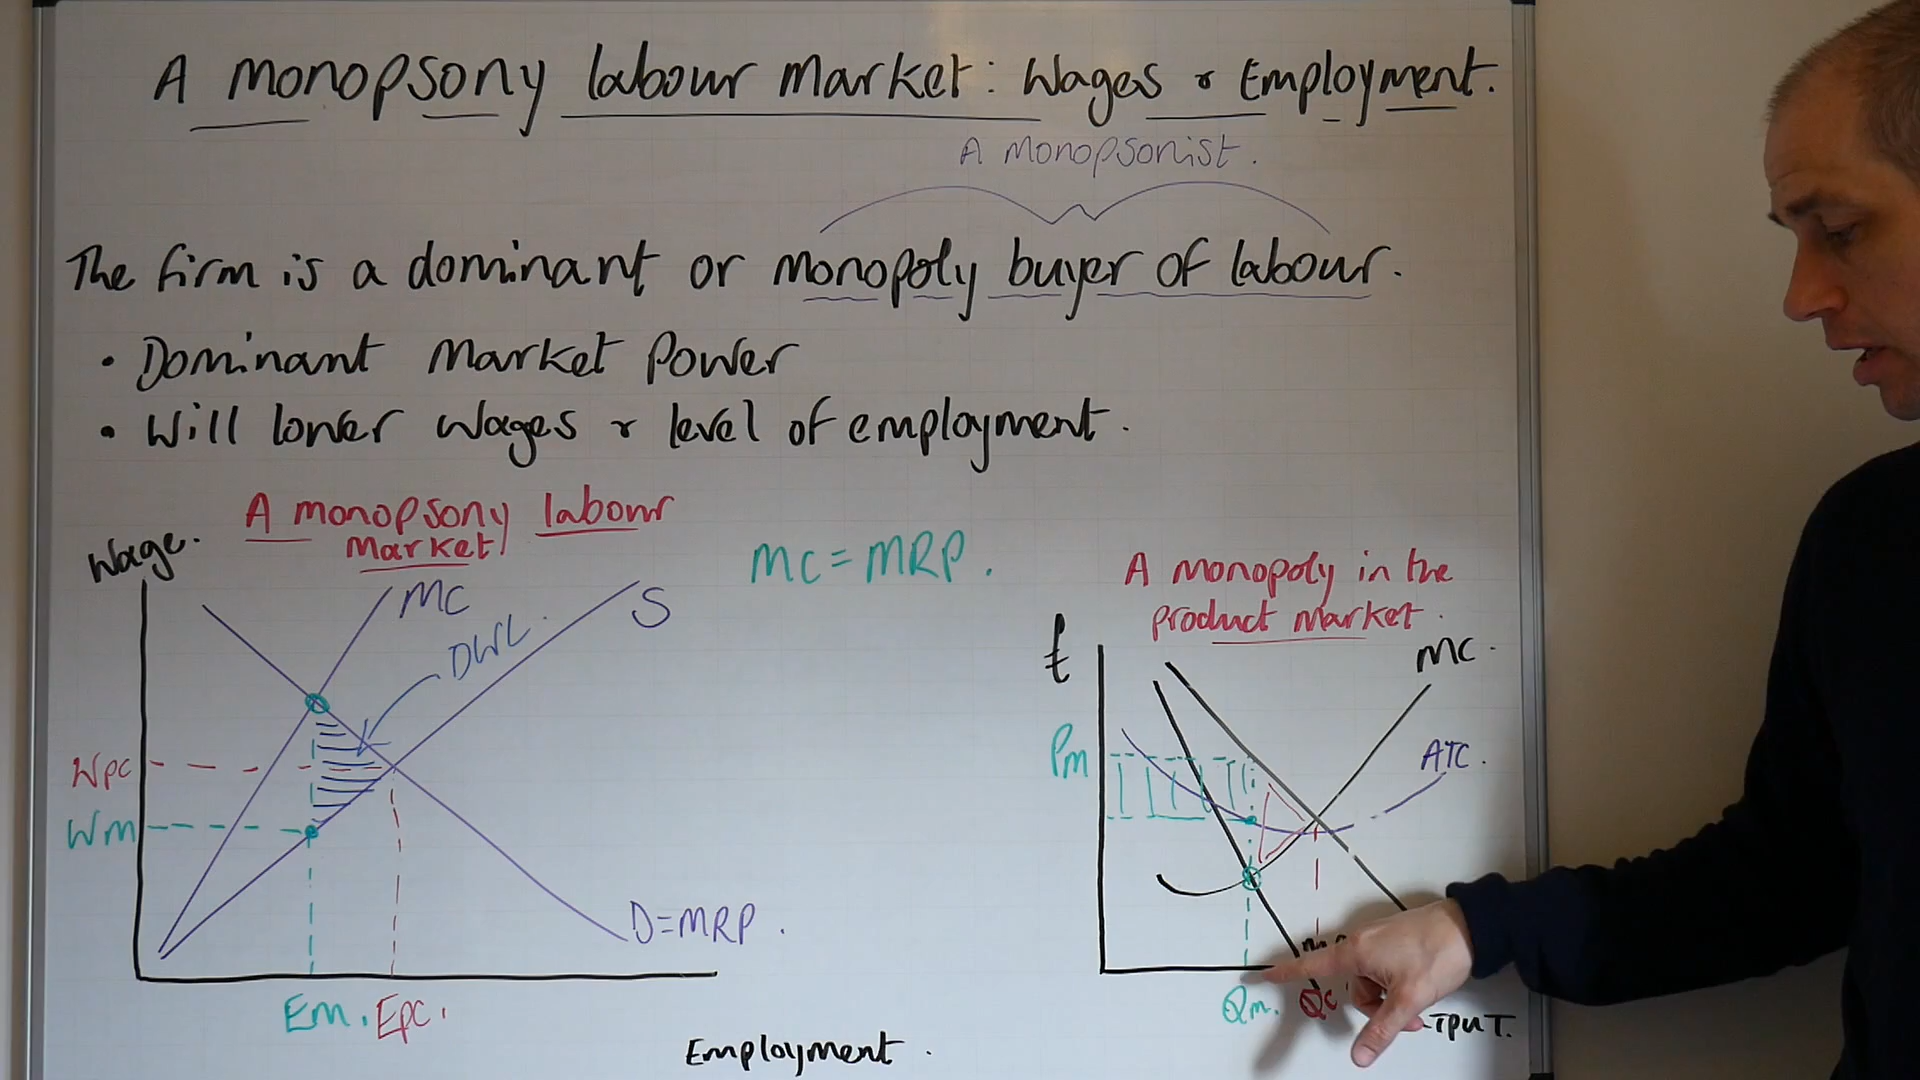 A monopsony labour market: Wages & Employment.
A monopsonist.
The firm is a dominant or monopoly buyer of labour.
• Dominant market power
• Will lower wages & level of employment.
A monopsony labour
market
Wage.
MC
S
DWL.
Wpc
Wm
D=MRP.
Em. Epc.
Employment.
MC=MRP.
A monopoly in the
product market.
£
MC.
Pm
ATC.
Qm. Qc
TPUT.